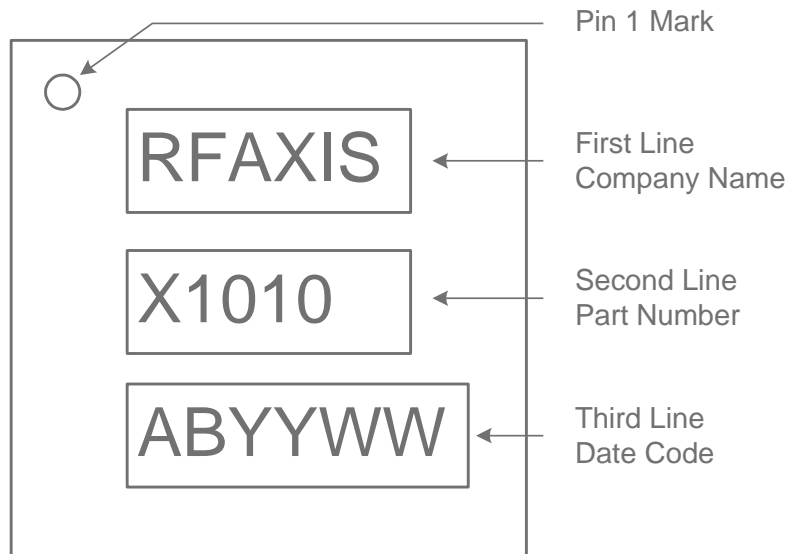 Pin 1 Mark
RFAXIS
First Line
Company Name
X1010
Second Line
Part Number
ABYYWW
Third Line
Date Code